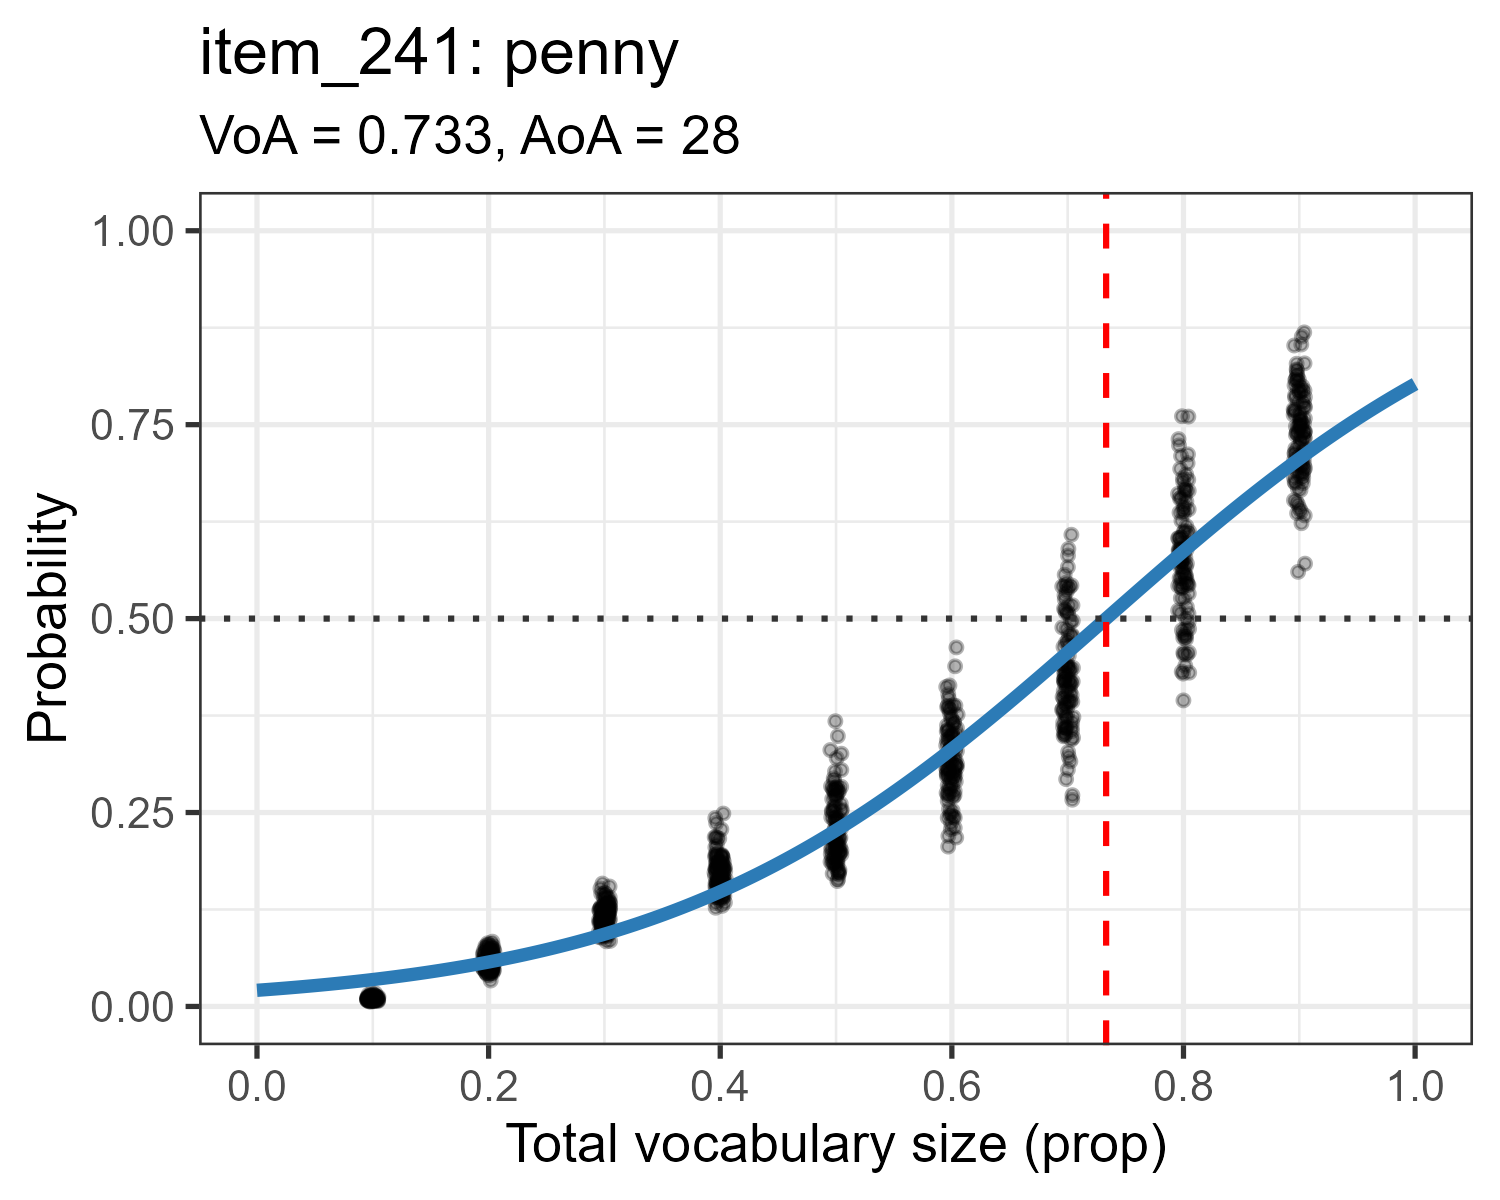 item_241: penny
VoA = 0.733, AoA = 28
1.00
0.75
0.50
0.25
0.00
Probability
0.0 0.2 0.4 0.6 0.8 1.0
Total vocabulary size (prop)